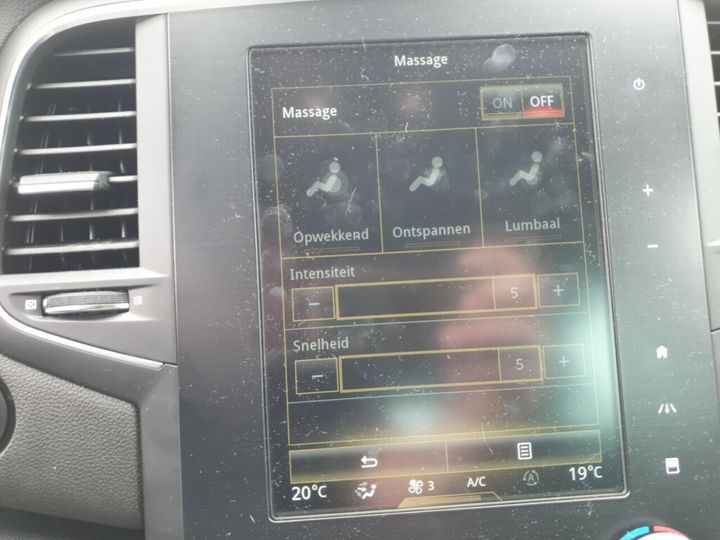 Massage
Massage ON OFF
Opwekkend Ontspannen Lumbaal
Intensiteit
– 5 +
Snelheid
– 5 +
20°C 3 A/C A 19°C
+
–